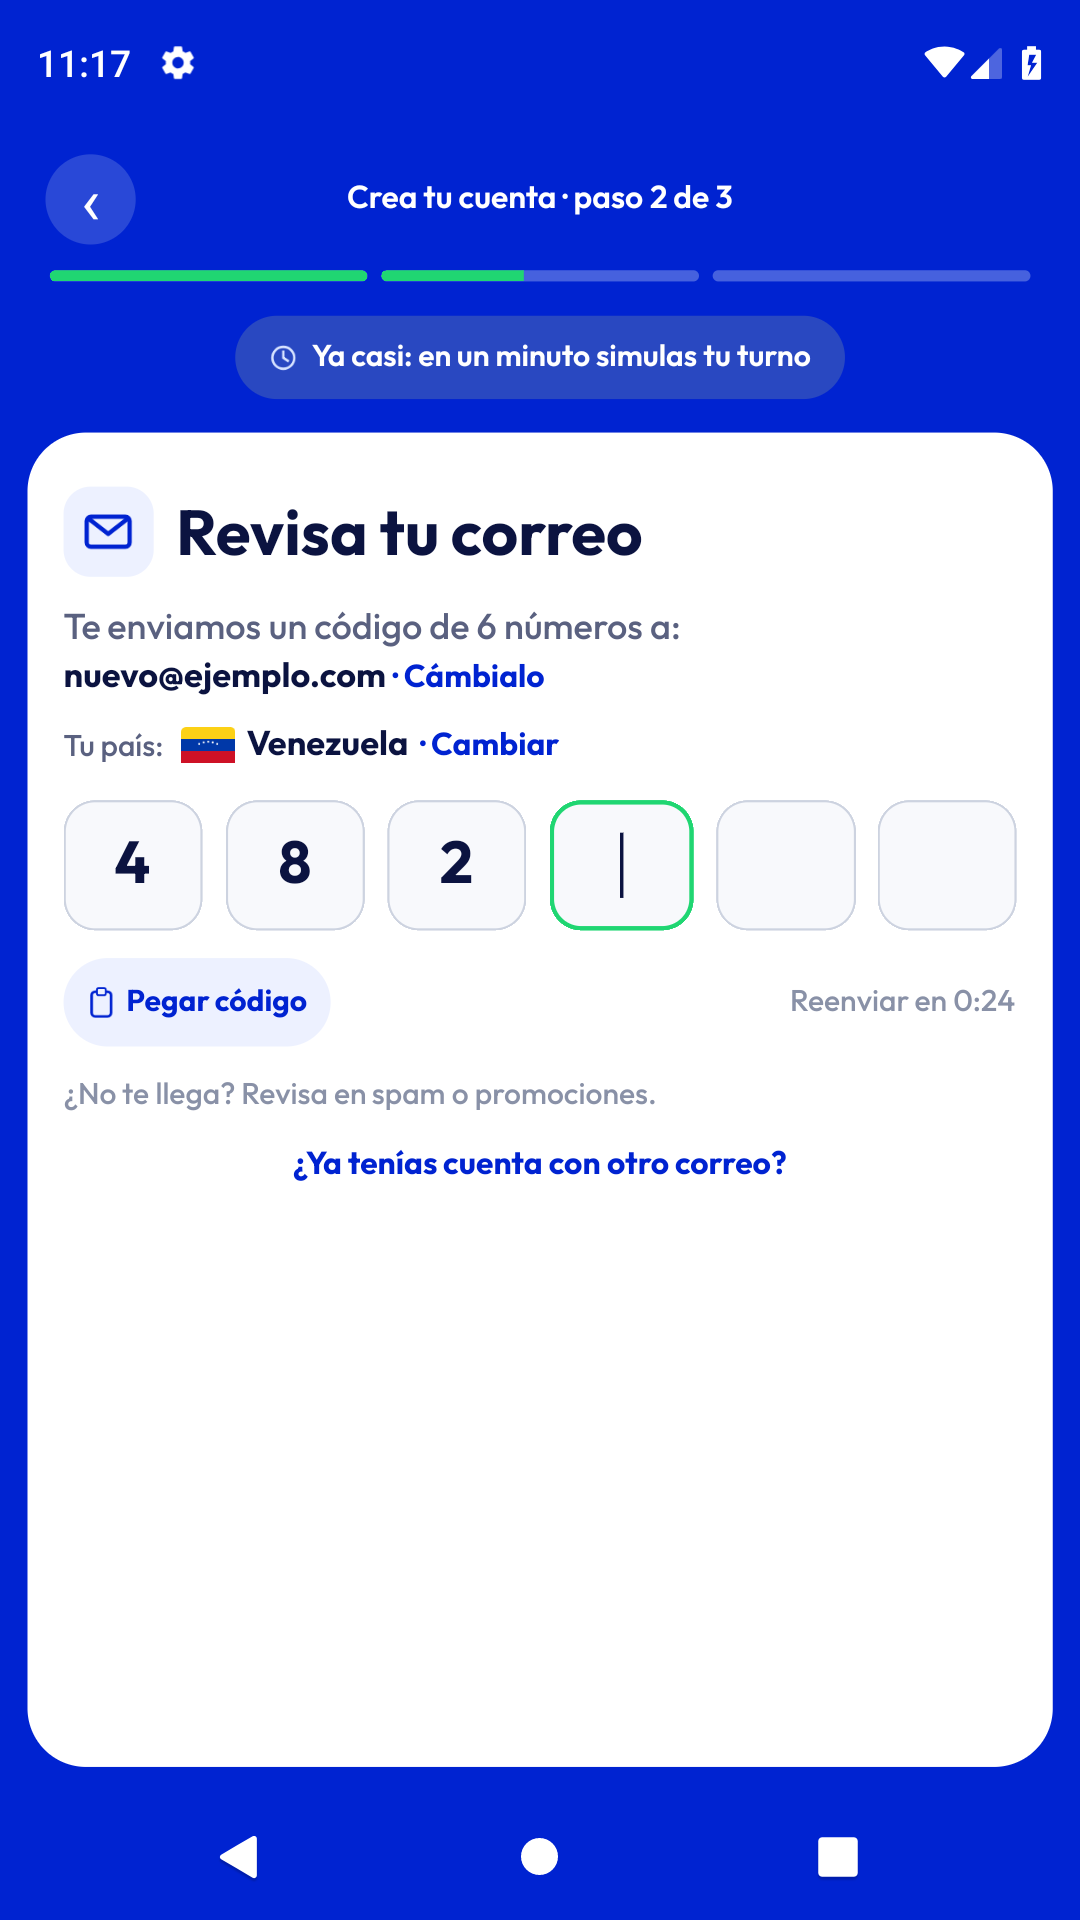 11:17
Crea tu cuenta · paso 2 de 3
Ya casi: en un minuto simulas tu turno
Revisa tu correo
Te enviamos un código de 6 números a:
nuevo@ejemplo.com · Cámbialo
Tu país: Venezuela · Cambiar
4 8 2
Pegar código Reenviar en 0:24
¿No te llega? Revisa en spam o promociones.
¿Ya tenías cuenta con otro correo?